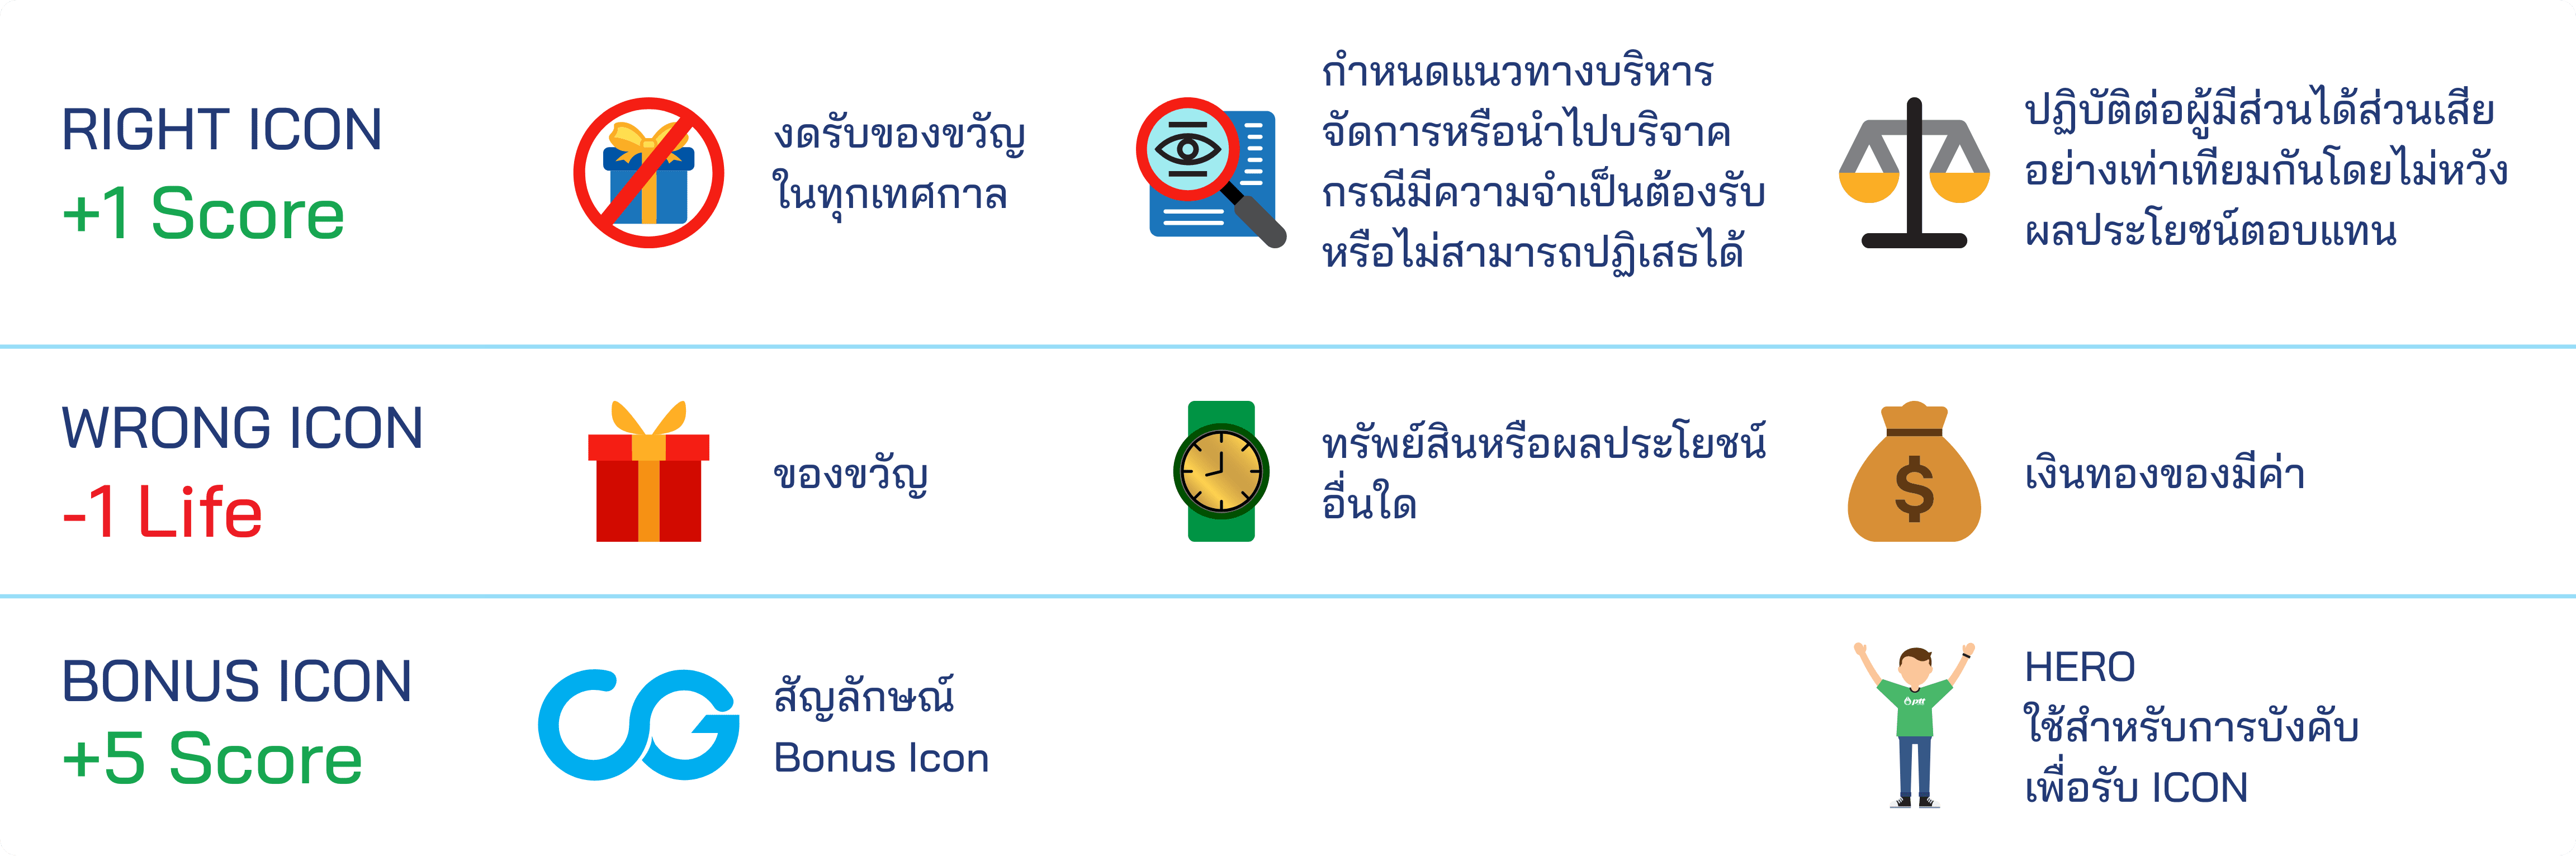 RIGHT ICON
+1 Score
งดรับของขวัญ
ในทุกเทศกาล
กำหนดแนวทางบริหาร
จัดการหรือนำไปบริจาค
กรณีมีความจำเป็นต้องรับ
หรือไม่สามารถปฏิเสธได้
ปฏิบัติต่อผู้มีส่วนได้ส่วนเสีย
อย่างเท่าเทียมกันโดยไม่หวัง
ผลประโยชน์ตอบแทน
WRONG ICON
-1 Life
ของขวัญ
ทรัพย์สินหรือผลประโยชน์
อื่นใด
$
เงินทองของมีค่า
BONUS ICON
+5 Score
CG
สัญลักษณ์
Bonus Icon
ptt
HERO
ใช้สำหรับการบังคับ
เพื่อรับ ICON